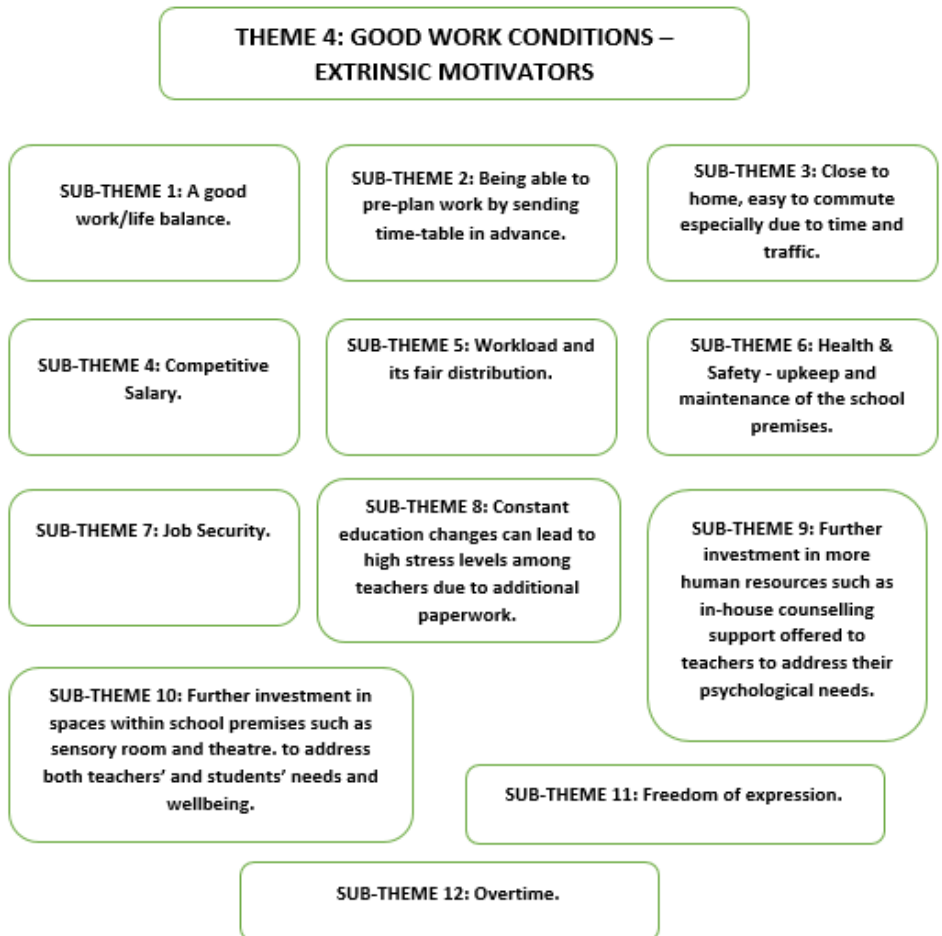 THEME 4: GOOD WORK CONDITIONS –
EXTRINSIC MOTIVATORS
SUB-THEME 1: A good
work/life balance.
SUB-THEME 2: Being able to
pre-plan work by sending
time-table in advance.
SUB-THEME 3: Close to
home, easy to commute
especially due to time and
traffic.
SUB-THEME 4: Competitive
Salary.
SUB-THEME 5: Workload and
its fair distribution.
SUB-THEME 6: Health &
Safety - upkeep and
maintenance of the school
premises.
SUB-THEME 7: Job Security.
SUB-THEME 8: Constant
education changes can lead to
high stress levels among
teachers due to additional
paperwork.
SUB-THEME 9: Further
investment in more
human resources such as
in-house counselling
support offered to
teachers to address their
psychological needs.
SUB-THEME 10: Further investment in
spaces within school premises such as
sensory room and theatre. to address
both teachers’ and students’ needs and
wellbeing.
SUB-THEME 11: Freedom of expression.
SUB-THEME 12: Overtime.